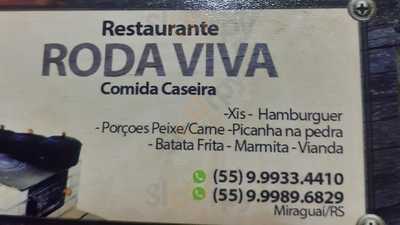 Restaurante
RODA VIVA
Comida Caseira
-Xis - Hamburguer
- Porçoes Peixe/Carne -Picanha na pedra
- Batata Frita - Marmita - Vianda
(55) 9.9933.4410
(55) 9.9989.6829
Miraguaí/RS